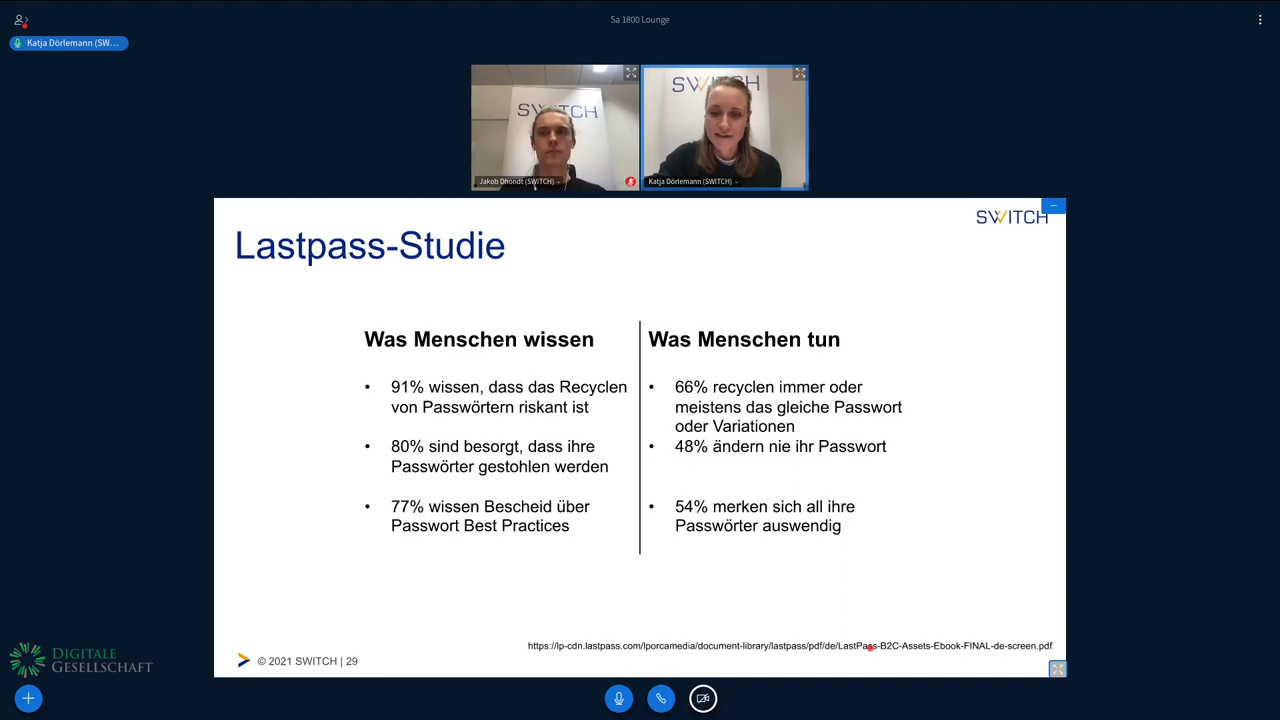 Sa 1800 Lounge
Katja Dörlemann (SW...
SWITCH
SWITCH
Jakob Dhondt (SWITCH)
Katja Dörlemann (SWITCH)
SWITCH
Lastpass-Studie
Was Menschen wissen
• 91% wissen, dass das Recyclen
von Passwörtern riskant ist
• 80% sind besorgt, dass ihre
Passwörter gestohlen werden
• 77% wissen Bescheid über
Passwort Best Practices
Was Menschen tun
• 66% recyclen immer oder
meistens das gleiche Passwort
oder Variationen
• 48% ändern nie ihr Passwort
• 54% merken sich all ihre
Passwörter auswendig
https://lp-cdn.lastpass.com/lporcamedia/document-library/lastpass/pdf/de/LastPass-B2C-Assets-Ebook-FINAL-de-screen.pdf
© 2021 SWITCH | 29
DIGITALE
GESELLSCHAFT